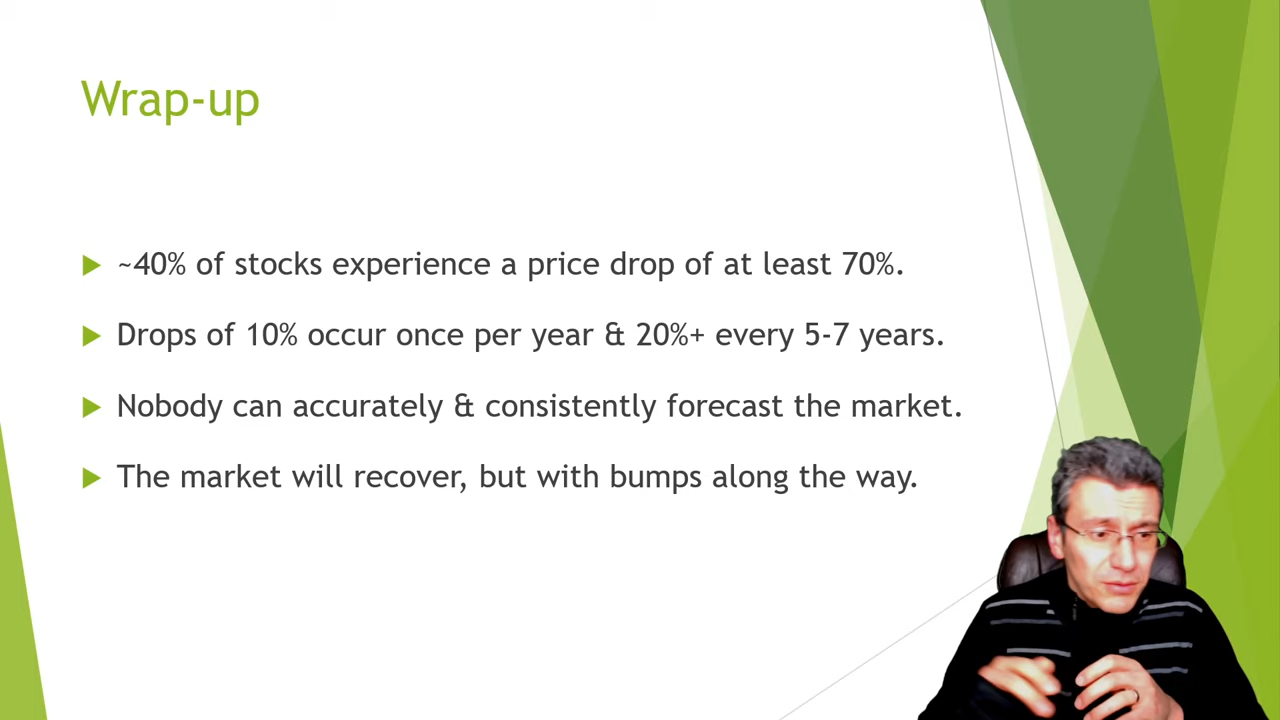 Wrap-up
~40% of stocks experience a price drop of at least 70%.
Drops of 10% occur once per year & 20%+ every 5-7 years.
Nobody can accurately & consistently forecast the market.
The market will recover, but with bumps along the way.